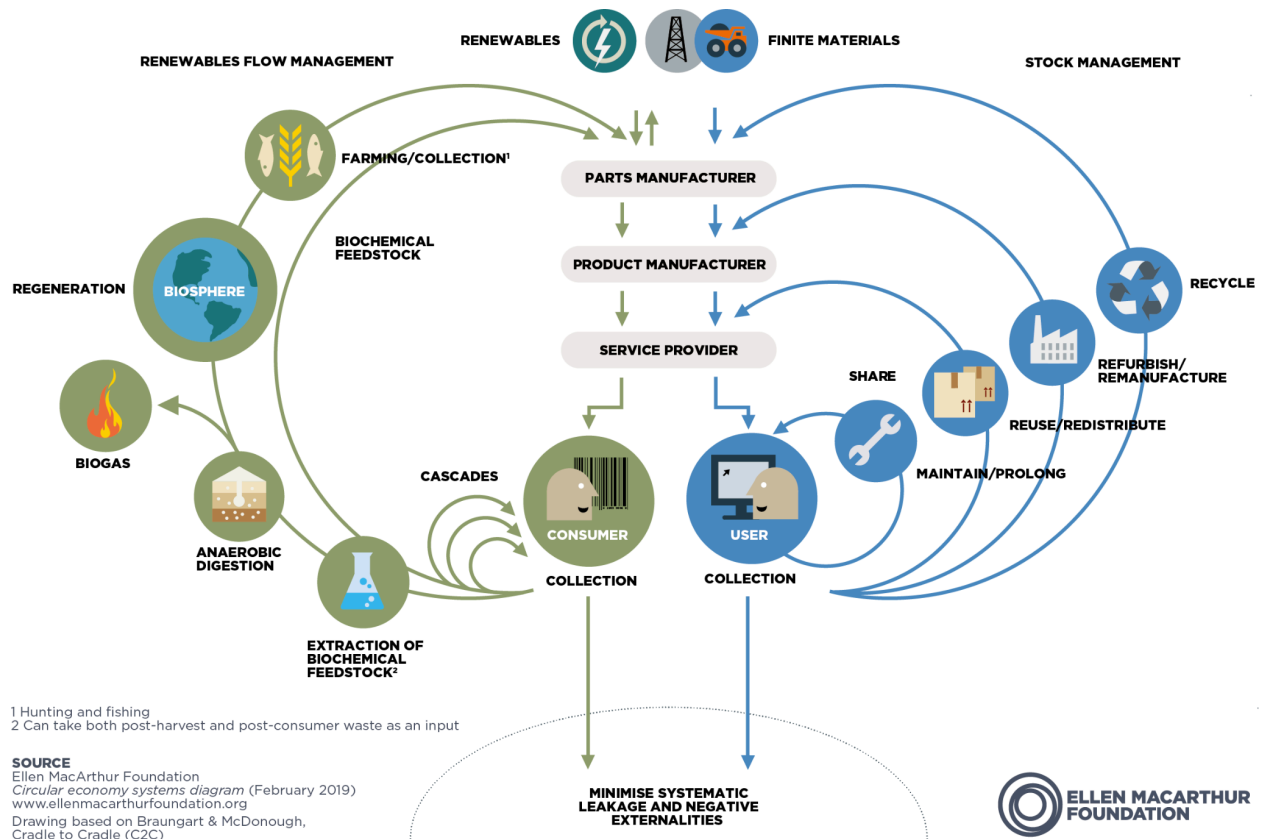 RENEWABLES
FINITE MATERIALS
RENEWABLES FLOW MANAGEMENT
STOCK MANAGEMENT
FARMING/COLLECTION¹
PARTS MANUFACTURER
BIOCHEMICAL
FEEDSTOCK
PRODUCT MANUFACTURER
REGENERATION
BIOSPHERE
RECYCLE
SERVICE PROVIDER
REFURBISH/
REMANUFACTURE
SHARE
REUSE/REDISTRIBUTE
BIOGAS
CASCADES
MAINTAIN/PROLONG
CONSUMER
USER
ANAEROBIC
DIGESTION
COLLECTION
COLLECTION
EXTRACTION OF
BIOCHEMICAL
FEEDSTOCK²
1 Hunting and fishing
2 Can take both post-harvest and post-consumer waste as an input
SOURCE
Ellen MacArthur Foundation
Circular economy systems diagram (February 2019)
www.ellenmacarthurfoundation.org
Drawing based on Braungart & McDonough,
Cradle to Cradle (C2C)
MINIMISE SYSTEMATIC
LEAKAGE AND NEGATIVE
EXTERNALITIES
ELLEN MACARTHUR
FOUNDATION